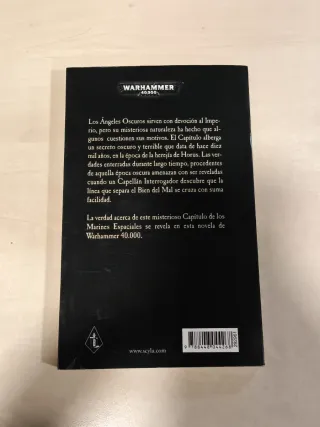 WARHAMMER
40.000
Los Ángeles Oscuros sirven con devoción al Impe-
rio, pero su misteriosa naturaleza ha hecho que al-
gunos cuestionen sus motivos. El Capítulo alberga
un secreto oscuro y terrible que data de hace diez
mil años, en la época de la herejía de Horus. Las ver-
dades enterradas durante largo tiempo, procedentes
de aquella época oscura amenazan con ser reveladas
cuando un Capellán Interrogador descubre que la
línea que separa el Bien del Mal se cruza con suma
facilidad.
La verdad acerca de este misterioso Capítulo de los
Marines Espaciales se revela en esta novela de
Warhammer 40.000.
www.scyla.com